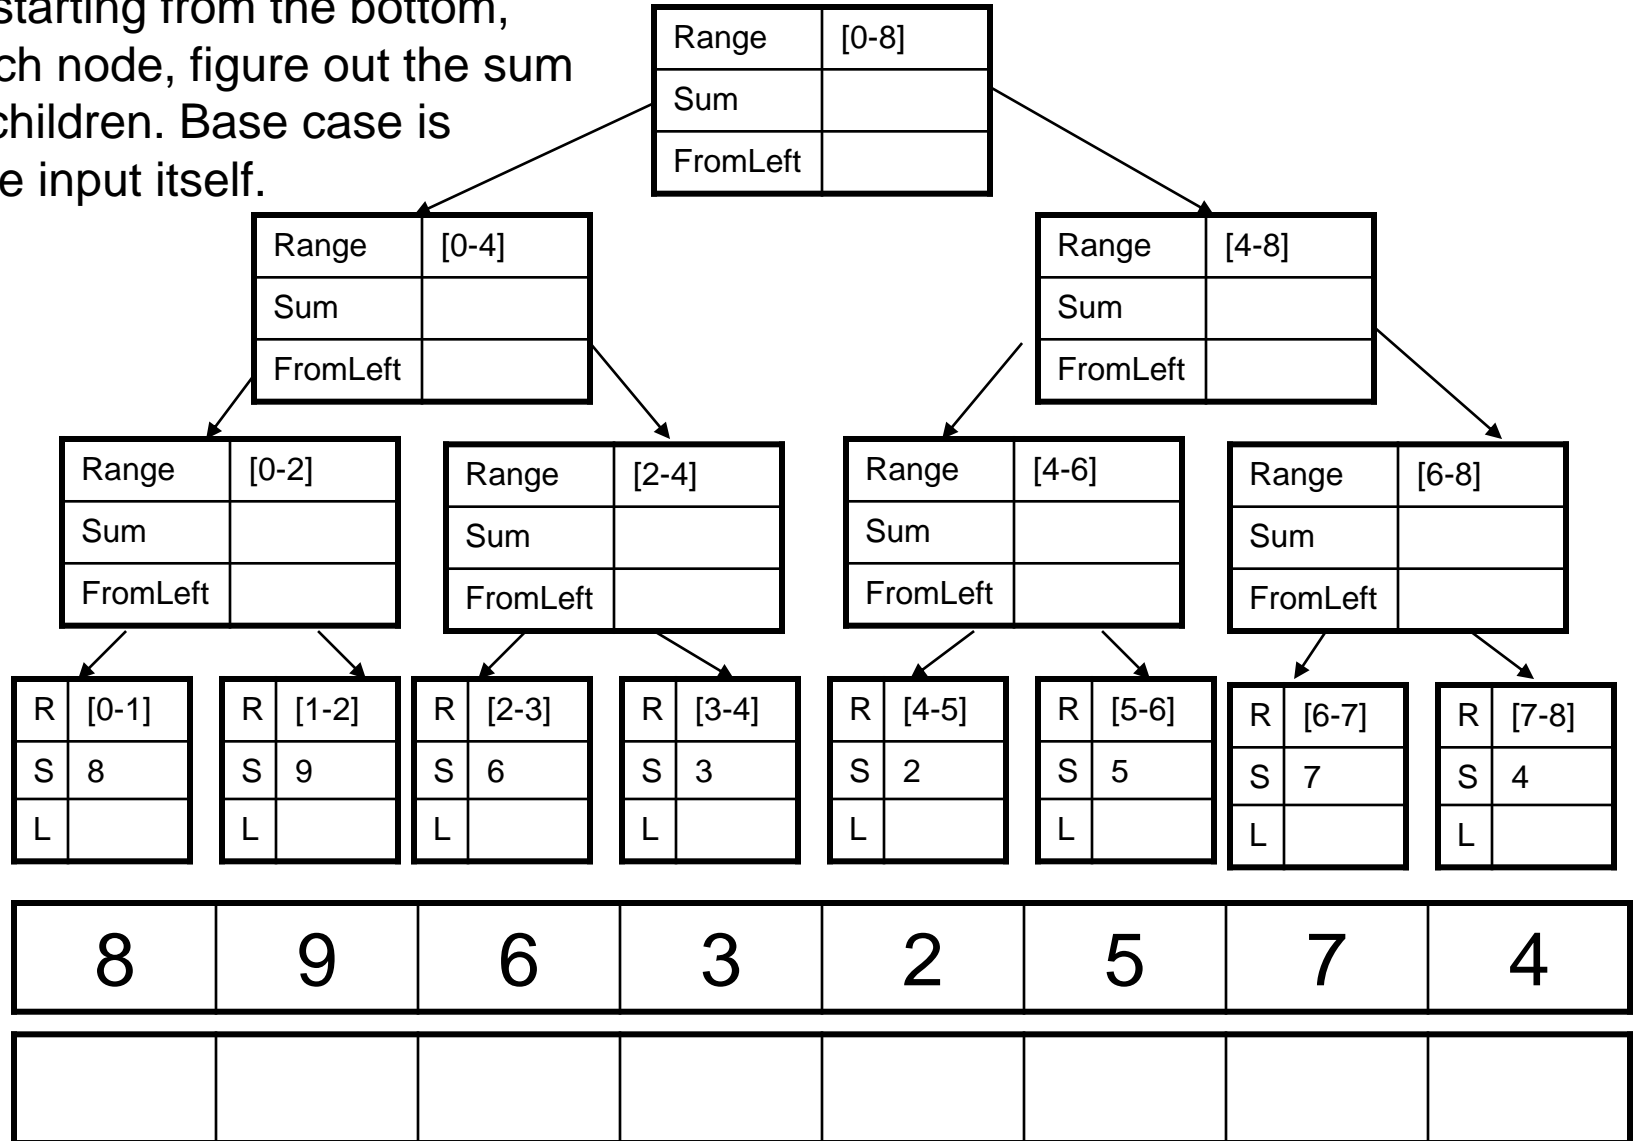 starting from the bottom,
ch node, figure out the sum
children. Base case is
e input itself.
Range [0-8]
Sum
FromLeft
Range [0-4]
Sum
FromLeft
Range [4-8]
Sum
FromLeft
Range [0-2]
Sum
FromLeft
Range [2-4]
Sum
FromLeft
Range [4-6]
Sum
FromLeft
Range [6-8]
Sum
FromLeft
R [0-1]
S 8
L
R [1-2]
S 9
L
R [2-3]
S 6
L
R [3-4]
S 3
L
R [4-5]
S 2
L
R [5-6]
S 5
L
R [6-7]
S 7
L
R [7-8]
S 4
L
8 9 6 3 2 5 7 4